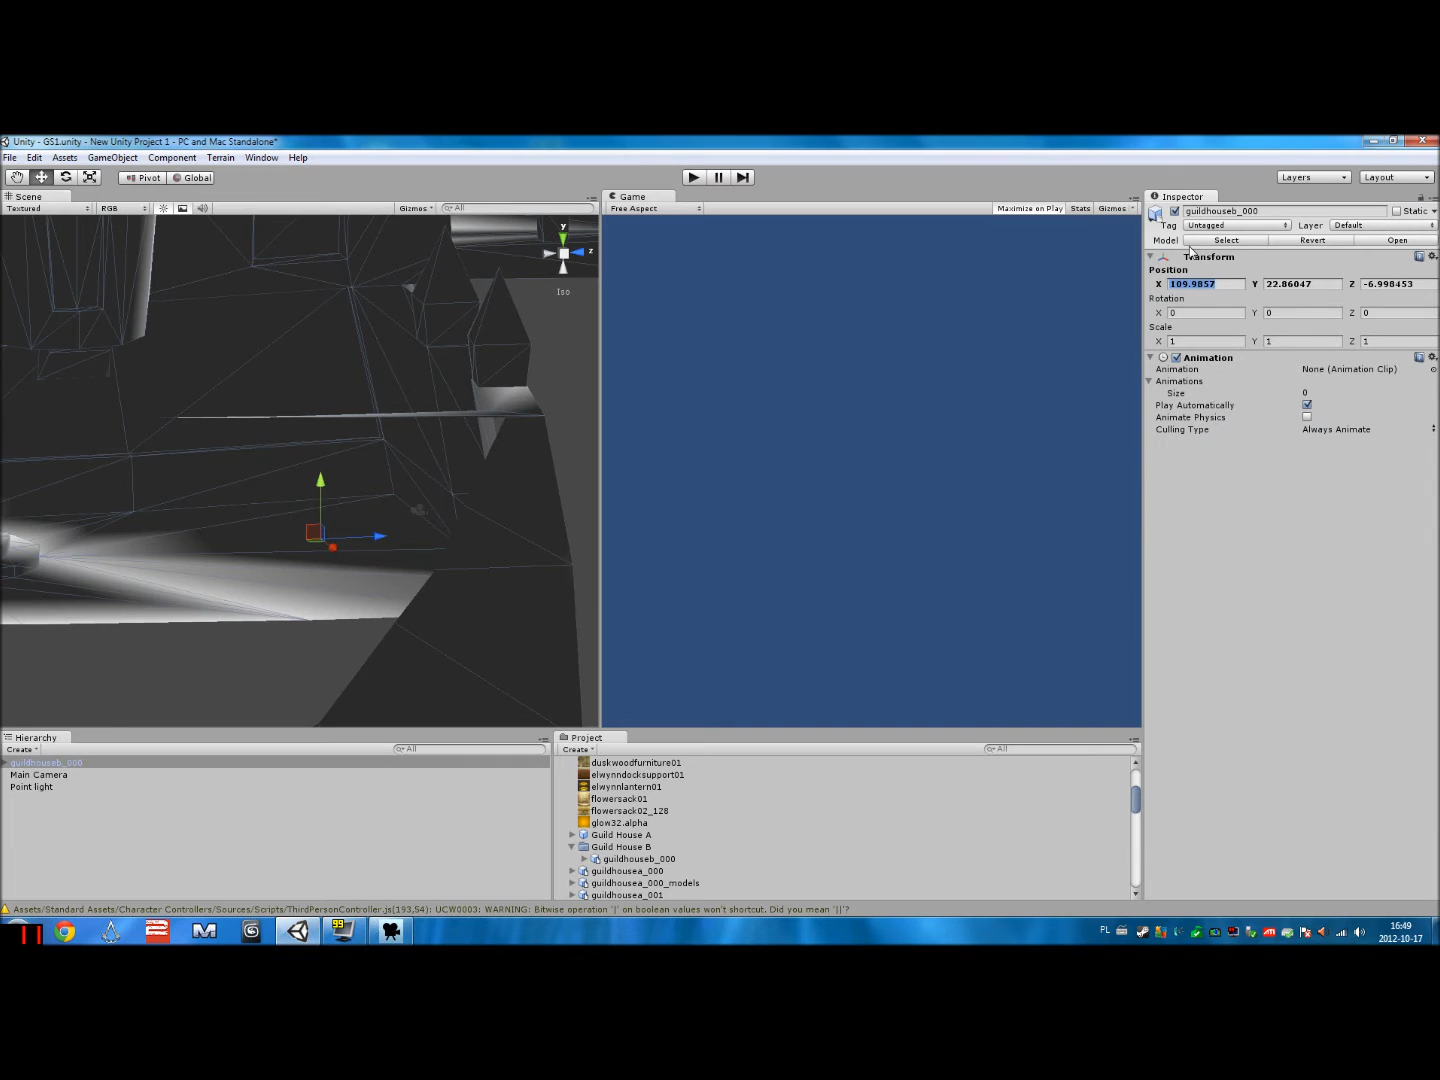 Unity - GS1.unity - New Unity Project 1 - PC and Mac Standalone*
File Edit Assets GameObject Component Terrain Window Help
Pivot Global Layers Layout
Scene Game Inspector
Textured RGB Gizmos All Free Aspect Maximize on Play Stats Gizmos
guildhouseb_000 Static
Tag Untagged Layer Default
Model Select Revert Open
Transform
Position
X 109.9857 Y 22.86047 Z -6.998453
Rotation
X 0 Y 0 Z 0
Scale
X 1 Y 1 Z 1
Animation
Animation None (Animation Clip)
Animations
Size 0
Play Automatically
Animate Physics
Culling Type Always Animate
y
z
Iso
Hierarchy
Create All
guildhouseb_000
Main Camera
Point light
Project
Create All
duskwoodfurniture01
elwynndocksupport01
elwynnlantern01
flowersack01
flowersack02_128
glow32.alpha
Guild House A
Guild House B
guildhouseb_000
guildhousea_000
guildhousea_000_models
guildhousea_001
Assets/Standard Assets/Character Controllers/Sources/Scripts/ThirdPersonController.js(193,54): UCW0003: WARNING: Bitwise operation '|' on boolean values won't shortcut. Did you mean '||'?
99
PL
16:49
2012-10-17